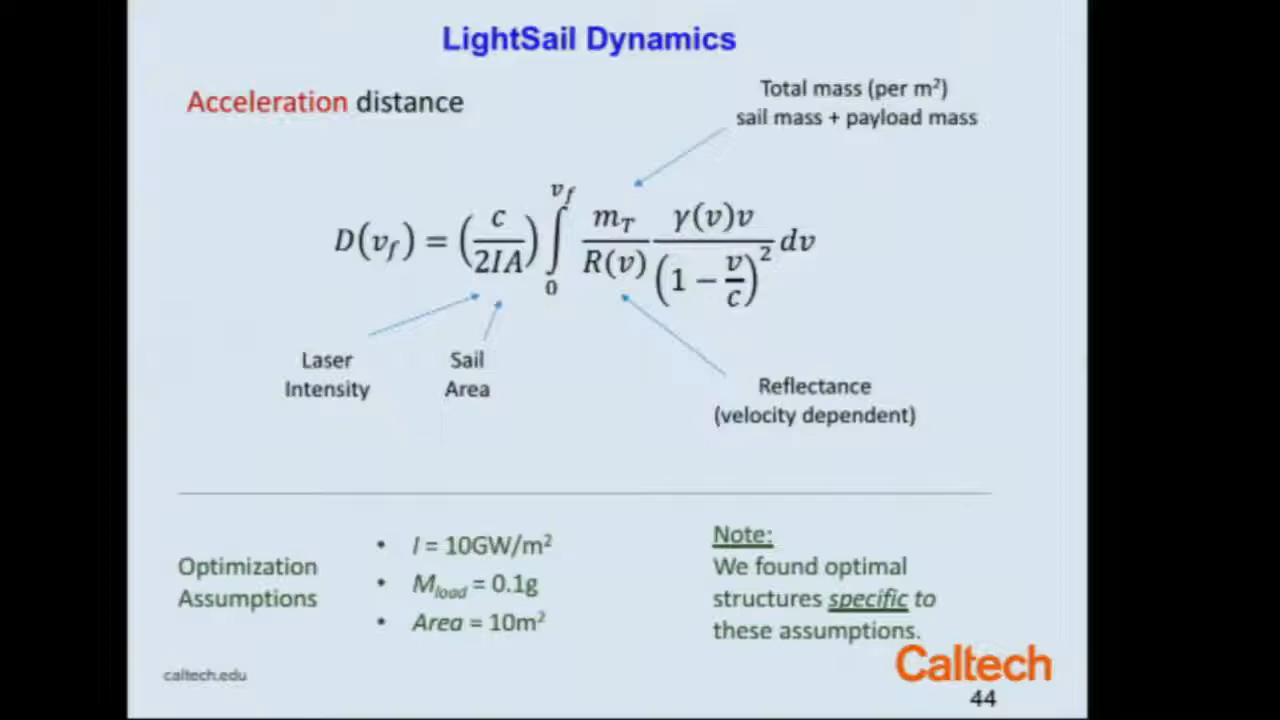 LightSail Dynamics
Acceleration distance
Total mass (per m²)
sail mass + payload mass
D(v_f) = (c/2IA) ∫₀^{v_f} m_T/R(v) γ(v)v/(1 − v/c)² dv
Laser
Intensity
Sail
Area
Reflectance
(velocity dependent)
Optimization
Assumptions
• I = 10GW/m²
• M_load = 0.1g
• Area = 10m²
Note:
We found optimal
structures specific to
these assumptions.
caltech.edu
Caltech
44